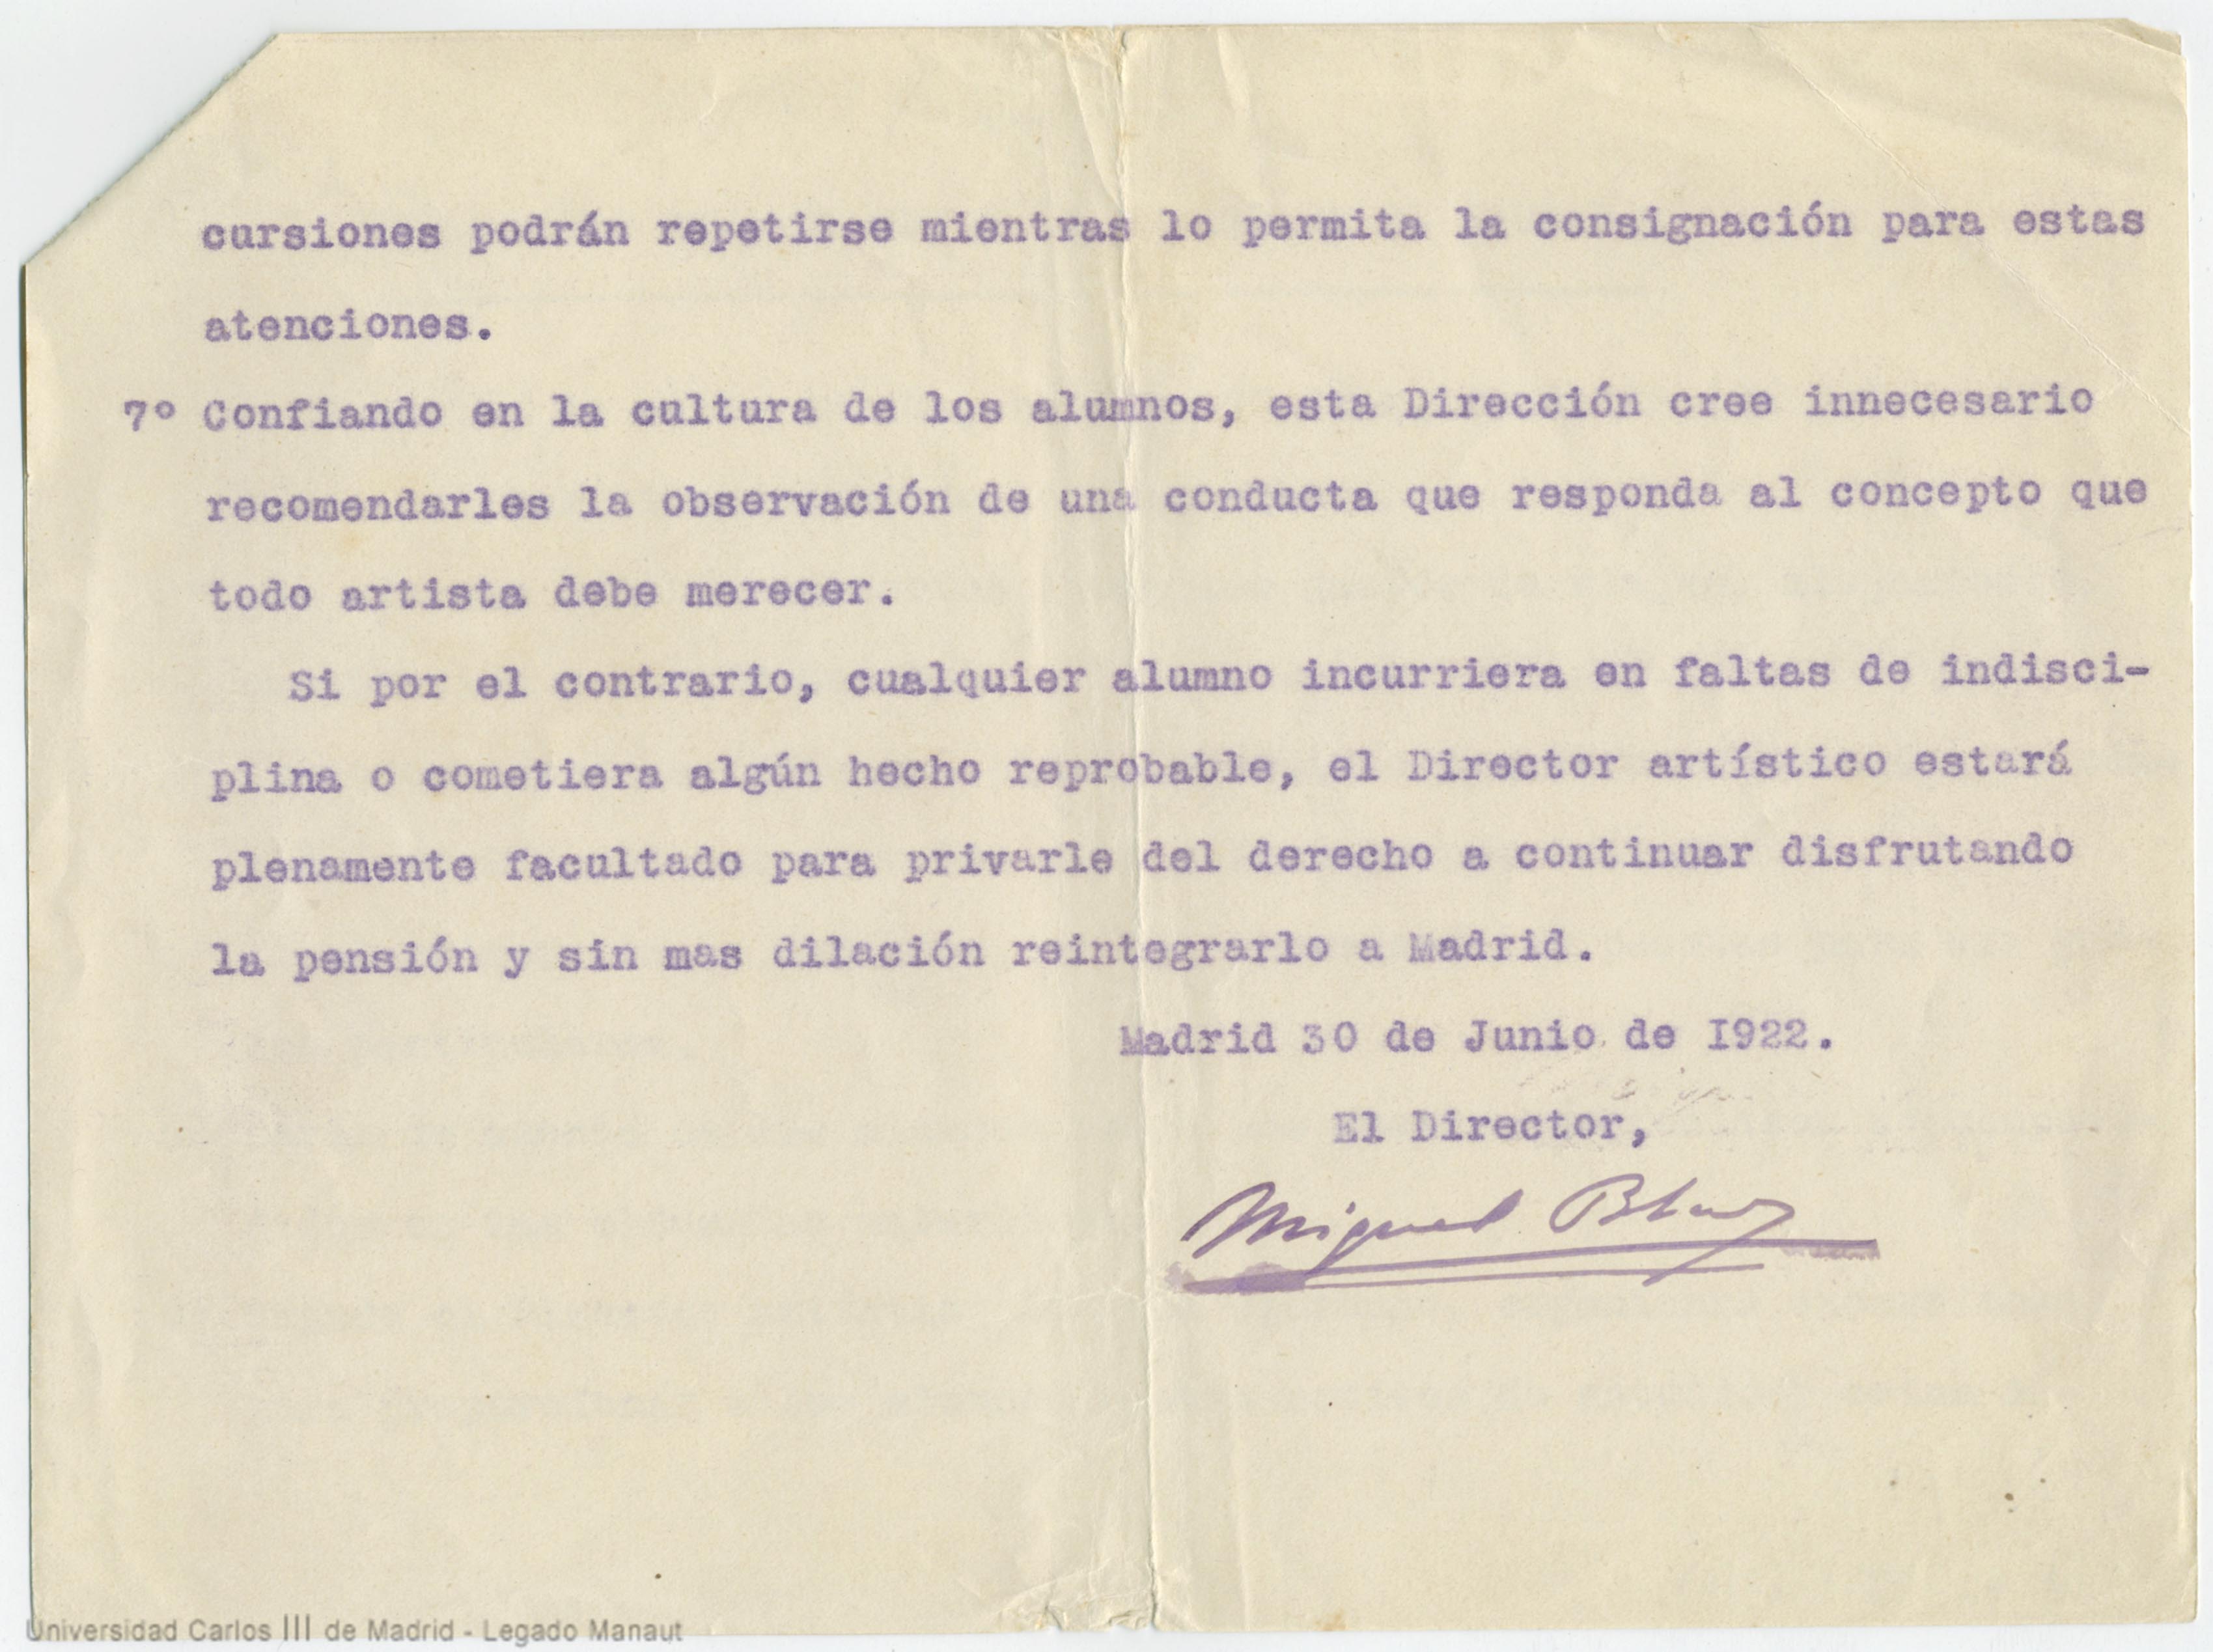 cursiones podrán repetirse mientras lo permita la consignación para estas
atenciones.
7º Confiando en la cultura de los alumnos, esta Dirección cree innecesario
recomendarles la observación de una conducta que responda al concepto que
todo artista debe merecer.
Si por el contrario, cualquier alumno incurriera en faltas de indisci-
plina o cometiera algún hecho reprobable, el Director artístico estará
plenamente facultado para privarle del derecho a continuar disfrutando
la pensión y sin mas dilación reintegrarlo a Madrid.
Madrid 30 de Junio de I922.
El Director,
Miguel Blay
Universidad Carlos III de Madrid - Legado Manaut